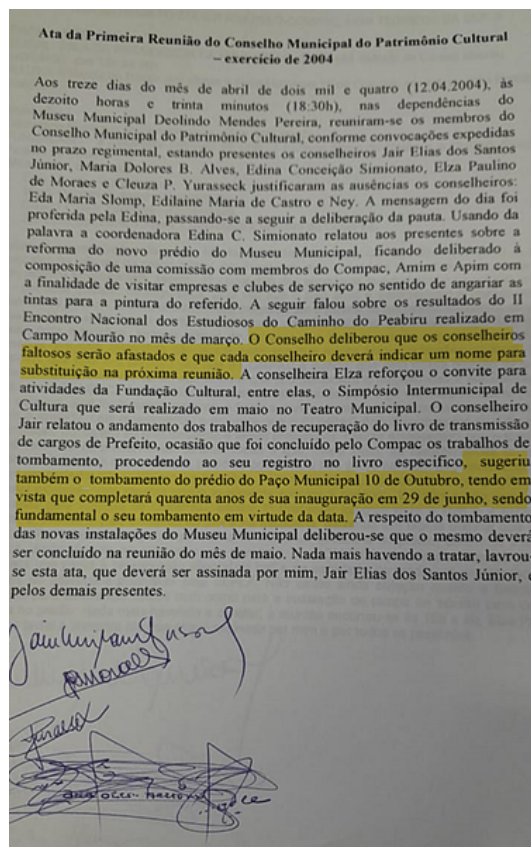 Ata da Primeira Reunião do Conselho Municipal do Patrimônio Cultural
– exercício de 2004
Aos treze dias do mês de abril de dois mil e quatro (12.04.2004), às
dezoito horas e trinta minutos (18:30h), nas dependências do
Museu Municipal Deolindo Mendes Pereira, reuniram-se os membros do
Conselho Municipal do Patrimônio Cultural, conforme convocações expedidas
no prazo regimental, estando presentes os conselheiros Jair Elias dos Santos
Júnior, Maria Dolores B. Alves, Edina Conceição Simionato, Elza Paulino
de Moraes e Cleuza P. Yurasseck justificaram as ausências os conselheiros:
Eda Maria Slomp, Edilaine Maria de Castro e Ney. A mensagem do dia foi
proferida pela Edina, passando-se a seguir a deliberação da pauta. Usando da
palavra a coordenadora Edina C. Simionato relatou aos presentes sobre a
reforma do novo prédio do Museu Municipal, ficando deliberado à
composição de uma comissão com membros do Compac, Amim e Apim com
a finalidade de visitar empresas e clubes de serviço no sentido de angariar as
tintas para a pintura do referido. A seguir falou sobre os resultados do II
Encontro Nacional dos Estudiosos do Caminho do Peabiru realizado em
Campo Mourão no mês de março. O Conselho deliberou que os conselheiros
faltosos serão afastados e que cada conselheiro deverá indicar um nome para
substituição na próxima reunião. A conselheira Elza reforçou o convite para
atividades da Fundação Cultural, entre elas, o Simpósio Intermunicipal de
Cultura que será realizado em maio no Teatro Municipal. O conselheiro
Jair relatou o andamento dos trabalhos de recuperação do livro de transmissão
de cargos de Prefeito, ocasião que foi concluído pelo Compac os trabalhos de
tombamento, procedendo ao seu registro no livro específico, sugeriu
também o tombamento do prédio do Paço Municipal 10 de Outubro, tendo em
vista que completará quarenta anos de sua inauguração em 29 de junho, sendo
fundamental o seu tombamento em virtude da data. A respeito do tombamento
das novas instalações do Museu Municipal deliberou-se que o mesmo deverá
ser concluído na reunião do mês de maio. Nada mais havendo a tratar, lavrou-
se esta ata, que deverá ser assinada por mim, Jair Elias dos Santos Júnior, e
pelos demais presentes.